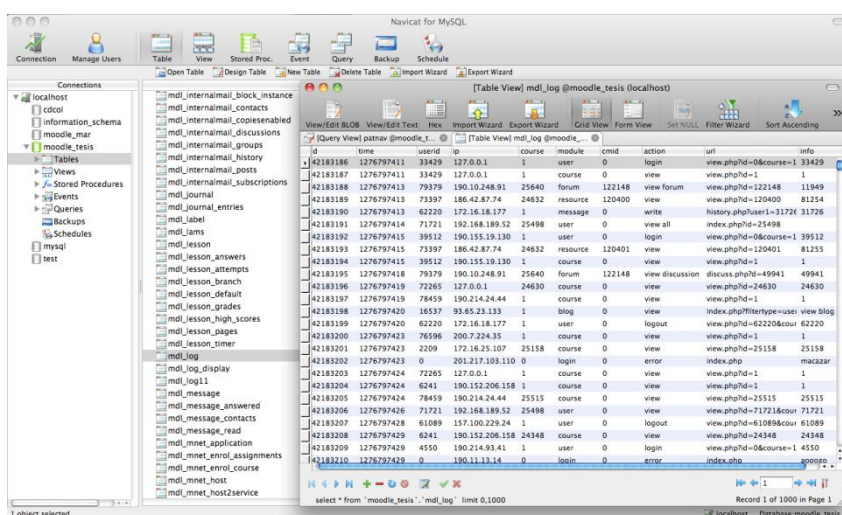 Navicat for MySQL
Connection Manage Users Table View Stored Proc. Event Query Backup Schedule
Open Table Design Table New Table Delete Table Import Wizard Export Wizard
Connections
localhost
cdcol
information_schema
moodle_mar
moodle_tesis
Tables
Views
Stored Procedures
Events
Queries
Backups
Schedules
mysql
test
mdl_internalmail_block_instance
mdl_internalmail_contacts
mdl_internalmail_copiesenabled
mdl_internalmail_discussions
mdl_internalmail_groups
mdl_internalmail_history
mdl_internalmail_posts
mdl_internalmail_subscriptions
mdl_journal
mdl_journal_entries
mdl_label
mdl_lams
mdl_lesson
mdl_lesson_answers
mdl_lesson_attempts
mdl_lesson_branch
mdl_lesson_default
mdl_lesson_grades
mdl_lesson_high_scores
mdl_lesson_pages
mdl_lesson_timer
mdl_log
mdl_log_display
mdl_log11
mdl_message
mdl_message_answered
mdl_message_contacts
mdl_message_read
mdl_mnet_application
mdl_mnet_enrol_assignments
mdl_mnet_enrol_course
mdl_mnet_host
mdl_mnet_host2service
[Table View] mdl_log @moodle_tesis (localhost)
View/Edit BLOB View/Edit Text Hex Import Wizard Export Wizard Grid View Form View Set NULL Filter Wizard Sort Ascending »
[Query View] patnav @moodle_t... [Table View] mdl_log @moodle_...
d time userid ip course module cmid action url info
42183186 1276797411 33429 127.0.0.1 1 user 0 login view.php?id=0&course=1 33429
42183187 1276797411 33429 127.0.0.1 1 course 0 view view.php?id=1 1
42183188 1276797413 79379 190.10.248.91 25640 forum 122148 view forum view.php?id=122148 11949
42183189 1276797413 73397 186.42.87.74 24632 resource 120400 view view.php?id=120400 81254
42183190 1276797413 62220 172.16.18.177 1 message 0 write history.php?user1=31726 31726
42183191 1276797414 71721 192.168.189.52 25498 user 0 view all index.php?id=25498
42183192 1276797415 39512 190.155.19.130 1 user 0 login view.php?id=0&course=1 39512
42183193 1276797415 73397 186.42.87.74 24632 resource 120401 view view.php?id=120401 81255
42183194 1276797415 39512 190.155.19.130 1 course 0 view view.php?id=1 1
42183195 1276797418 79379 190.10.248.91 25640 forum 122148 view discussion discuss.php?d=49941 49941
42183196 1276797419 72265 127.0.0.1 24630 course 0 view view.php?id=24630 24630
42183197 1276797419 78459 190.214.24.44 1 course 0 view view.php?id=1 1
42183198 1276797420 16537 93.65.23.133 1 blog 0 view index.php?filtertype=user view blog
42183199 1276797420 62220 172.16.18.177 1 user 0 logout view.php?id=62220&cour 62220
42183200 1276797423 76596 200.7.224.35 1 course 0 view view.php?id=1 1
42183201 1276797423 2209 172.16.25.107 25158 course 0 view view.php?id=25158 25158
42183202 1276797423 0 201.217.103.110 0 login 0 error index.php macazar
42183203 1276797424 72265 127.0.0.1 1 course 0 view view.php?id=1 1
42183204 1276797424 6241 190.152.206.158 1 course 0 view view.php?id=1 1
42183205 1276797424 78459 190.214.24.44 25515 course 0 view view.php?id=25515 25515
42183206 1276797426 71721 192.168.189.52 25498 user 0 view view.php?id=71721&cour 71721
42183207 1276797428 61089 157.100.229.24 1 user 0 logout view.php?id=61089&cour 61089
42183208 1276797429 6241 190.152.206.158 24348 course 0 view view.php?id=24348 24348
42183209 1276797429 4550 190.214.93.41 1 user 0 login view.php?id=0&course=1 4550
42183210 1276797429 0 190.11.13.14 0 login 0 error index.php
1
select * from `moodle_tesis`.`mdl_log` limit 0,1000 Record 1 of 1000 in Page 1
1 object selected localhost Database:moodle_tesis